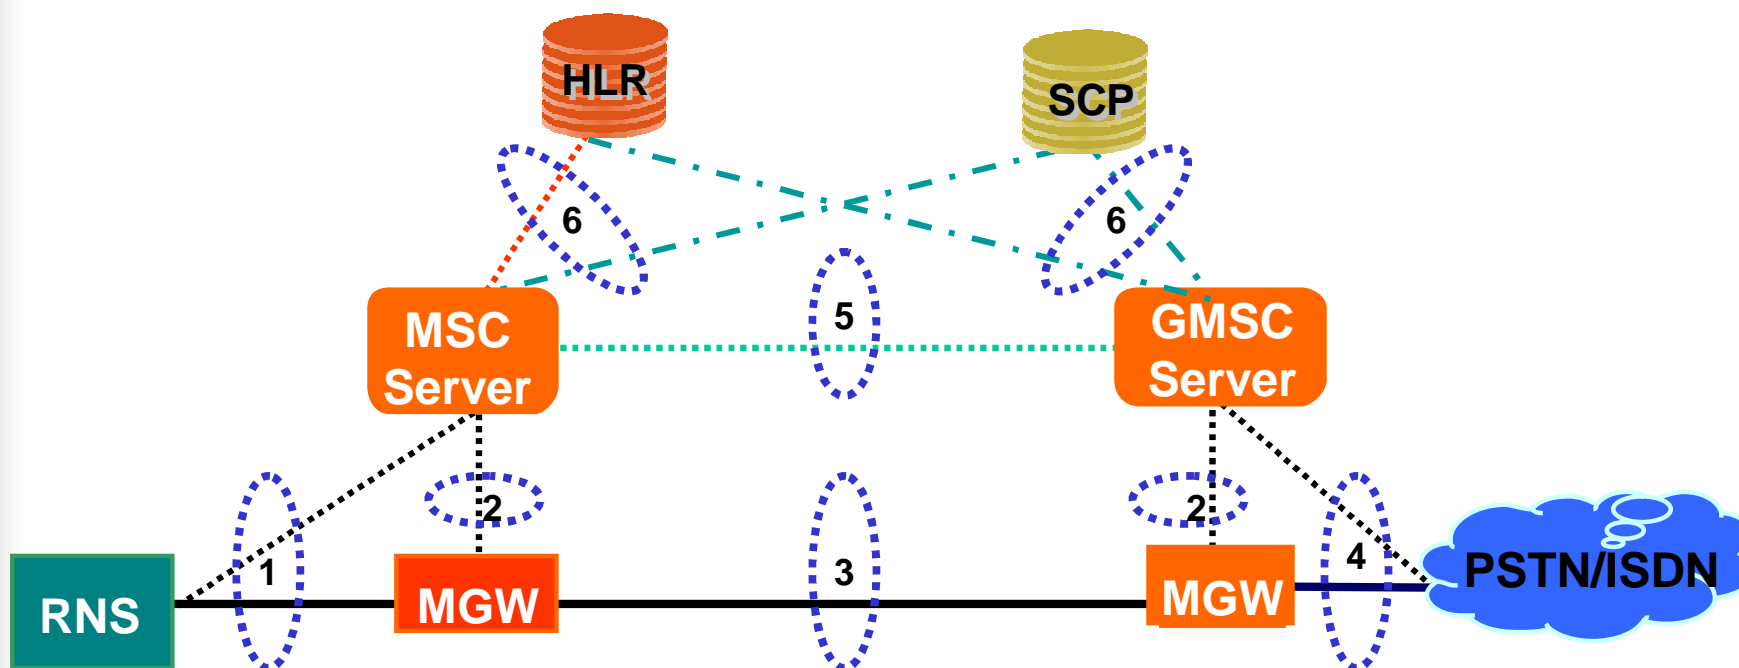 HLR
SCP
6
6
MSC
Server
5
GMSC
Server
2
2
1
3
4
RNS
MGW
MGW
PSTN/ISDN